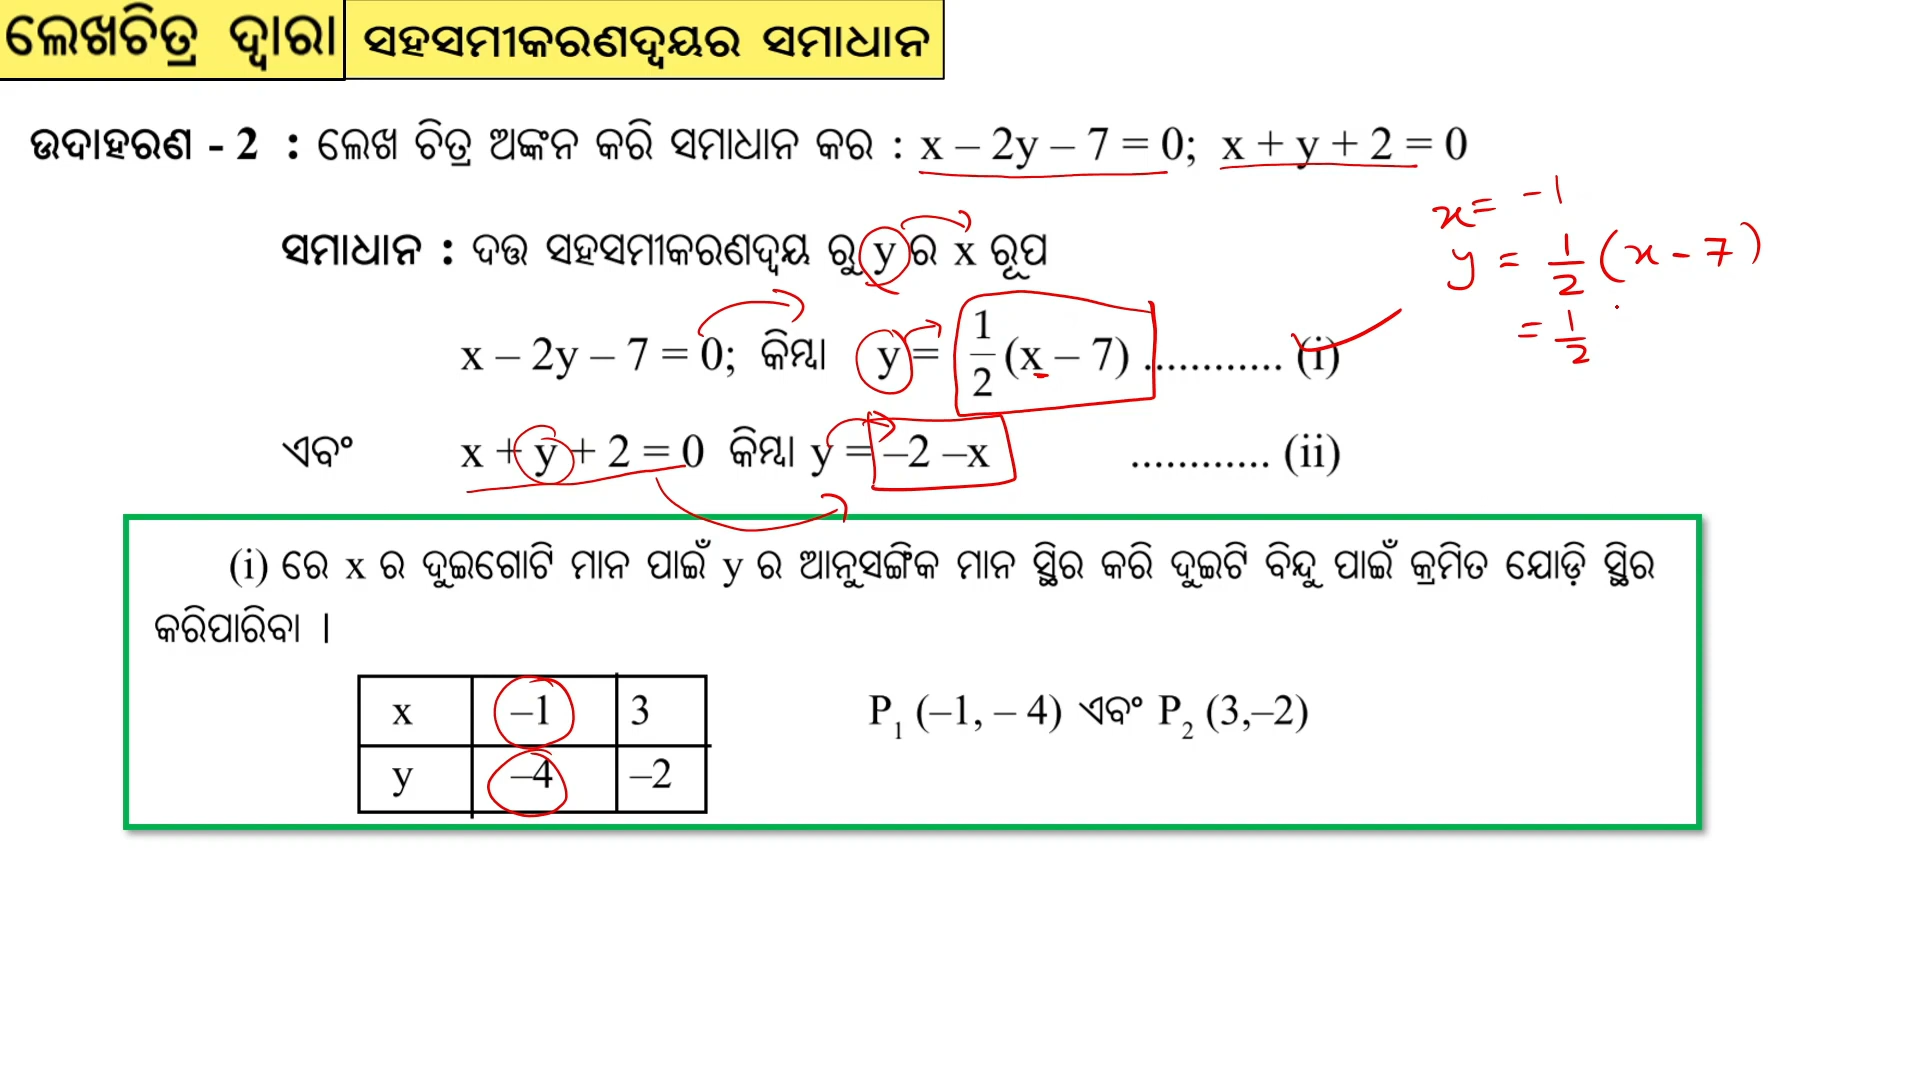 ଲେଖଚିତ୍ର ଦ୍ୱାରା ସହସମୀକରଣଦ୍ୱୟର ସମାଧାନ
ଉଦାହରଣ - 2 : ଲେଖ ଚିତ୍ର ଅଙ୍କନ କରି ସମାଧାନ କର : x – 2y – 7 = 0; x + y + 2 = 0
x = -1
ସମାଧାନ : ଦତ୍ତ ସହସମୀକରଣଦ୍ୱୟ ରୁ y ର x ରୂପ
y = 1/2 (x - 7)
x – 2y – 7 = 0; କିମ୍ବା y = 1/2 (x – 7) ............ (i)
= 1/2
ଏବଂ x + y + 2 = 0 କିମ୍ବା y = –2 –x ............ (ii)
(i) ରେ x ର ଦୁଇଗୋଟି ମାନ ପାଇଁ y ର ଆନୁସଙ୍ଗିକ ମାନ ସ୍ଥିର କରି ଦୁଇଟି ବିନ୍ଦୁ ପାଇଁ କ୍ରମିତ ଯୋଡ଼ି ସ୍ଥିର
କରିପାରିବା ।
x –1 3
P₁ (–1, – 4) ଏବଂ P₂ (3,–2)
y –4 –2